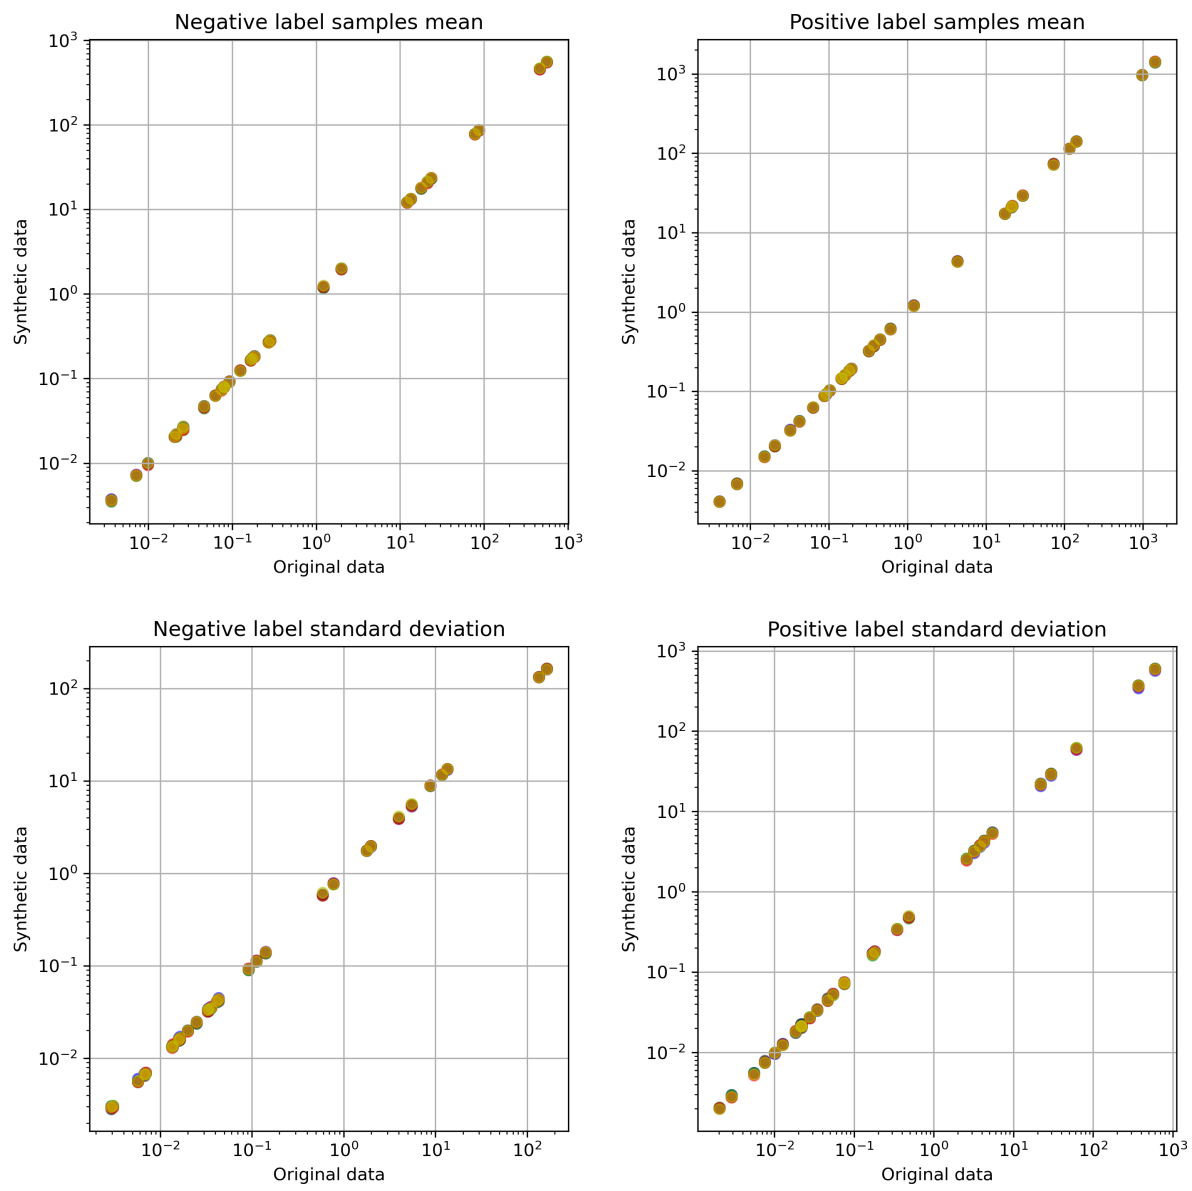 Negative label samples mean
10³
10²
10¹
10⁰
10⁻¹
10⁻²
Synthetic data
10⁻² 10⁻¹ 10⁰ 10¹ 10² 10³
Original data
Positive label samples mean
10³
10²
10¹
10⁰
10⁻¹
10⁻²
Synthetic data
10⁻² 10⁻¹ 10⁰ 10¹ 10² 10³
Original data
Negative label standard deviation
10²
10¹
10⁰
10⁻¹
10⁻²
Synthetic data
10⁻² 10⁻¹ 10⁰ 10¹ 10²
Original data
Positive label standard deviation
10³
10²
10¹
10⁰
10⁻¹
10⁻²
Synthetic data
10⁻² 10⁻¹ 10⁰ 10¹ 10² 10³
Original data